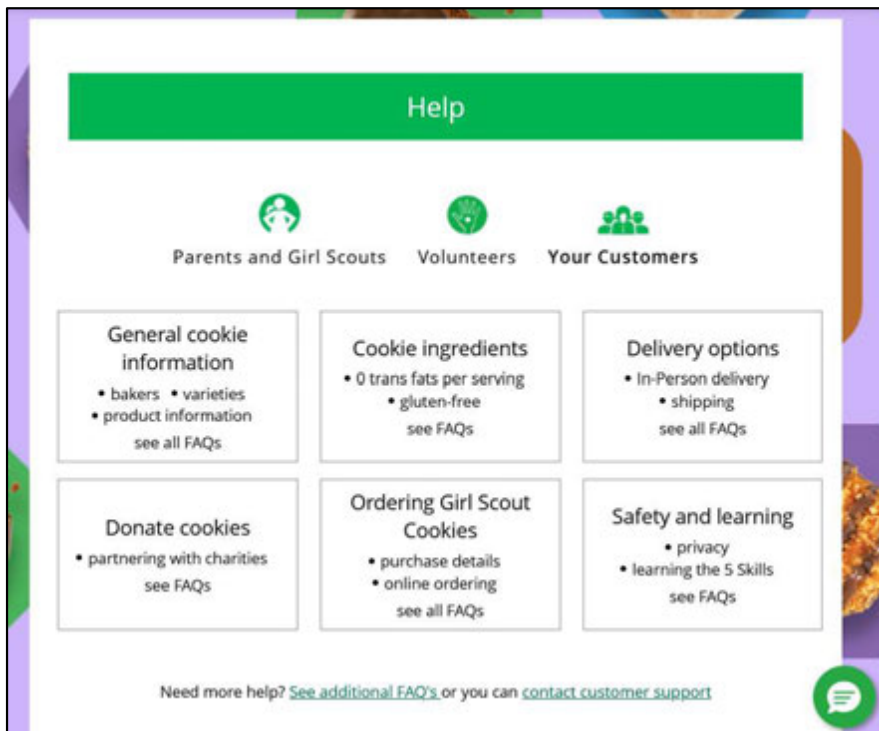 Help
Parents and Girl Scouts Volunteers Your Customers
General cookie
information
• bakers • varieties
• product information
see all FAQs
Cookie ingredients
• 0 trans fats per serving
• gluten-free
see FAQs
Delivery options
• In-Person delivery
• shipping
see all FAQs
Donate cookies
• partnering with charities
see FAQs
Ordering Girl Scout
Cookies
• purchase details
• online ordering
see all FAQs
Safety and learning
• privacy
• learning the 5 Skills
see FAQs
Need more help? See additional FAQ's or you can contact customer support